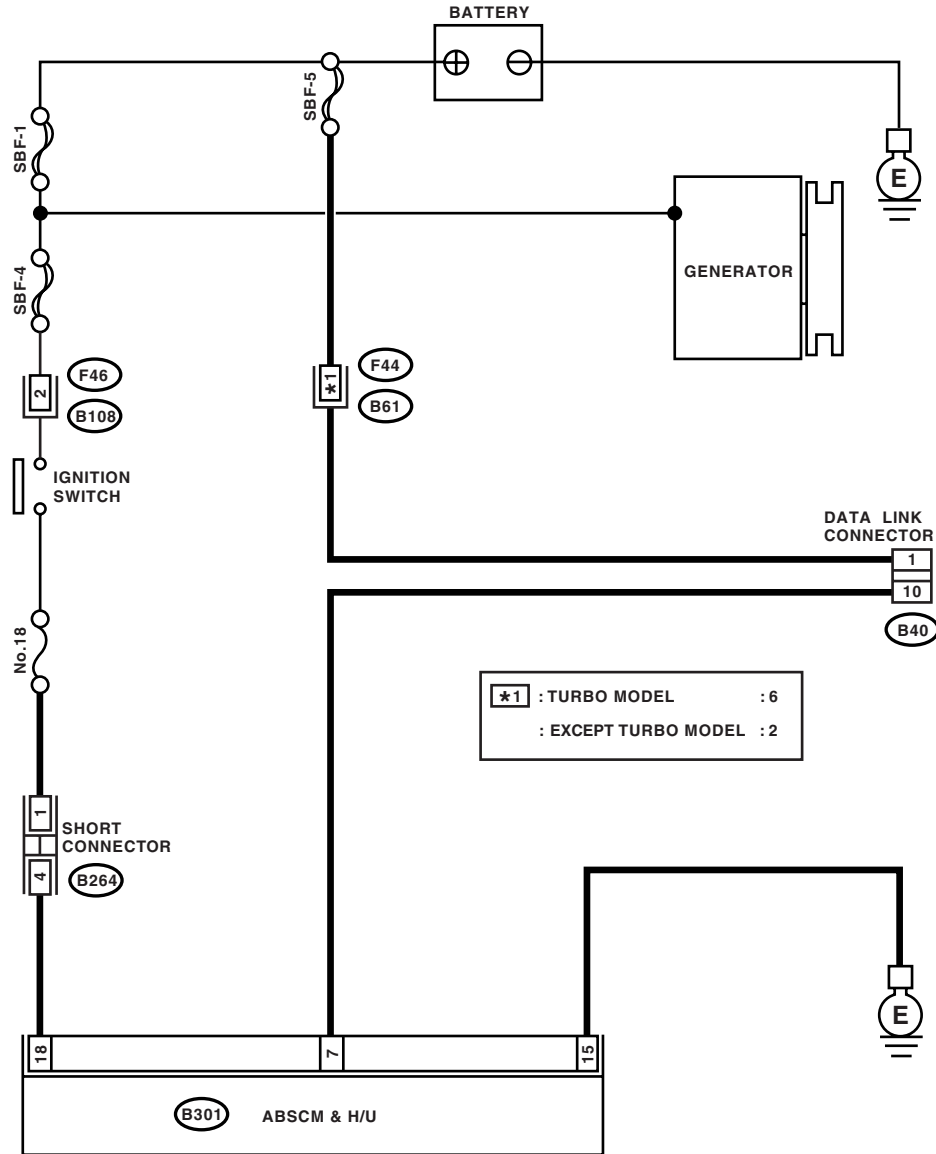 BATTERY
SBF-5
SBF-1
E
GENERATOR
SBF-4
2
F46
B108
*1
F44
B61
IGNITION
SWITCH
DATA LINK
CONNECTOR
1
10
B40
No.18
*1 : TURBO MODEL : 6
: EXCEPT TURBO MODEL : 2
1
SHORT
CONNECTOR
4
B264
E
18
7
15
B301 ABSCM & H/U